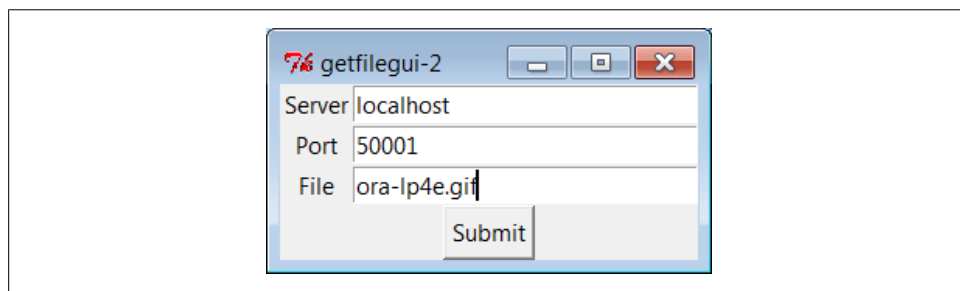 getfilegui-2
Server localhost
Port 50001
File ora-lp4e.gif
Submit